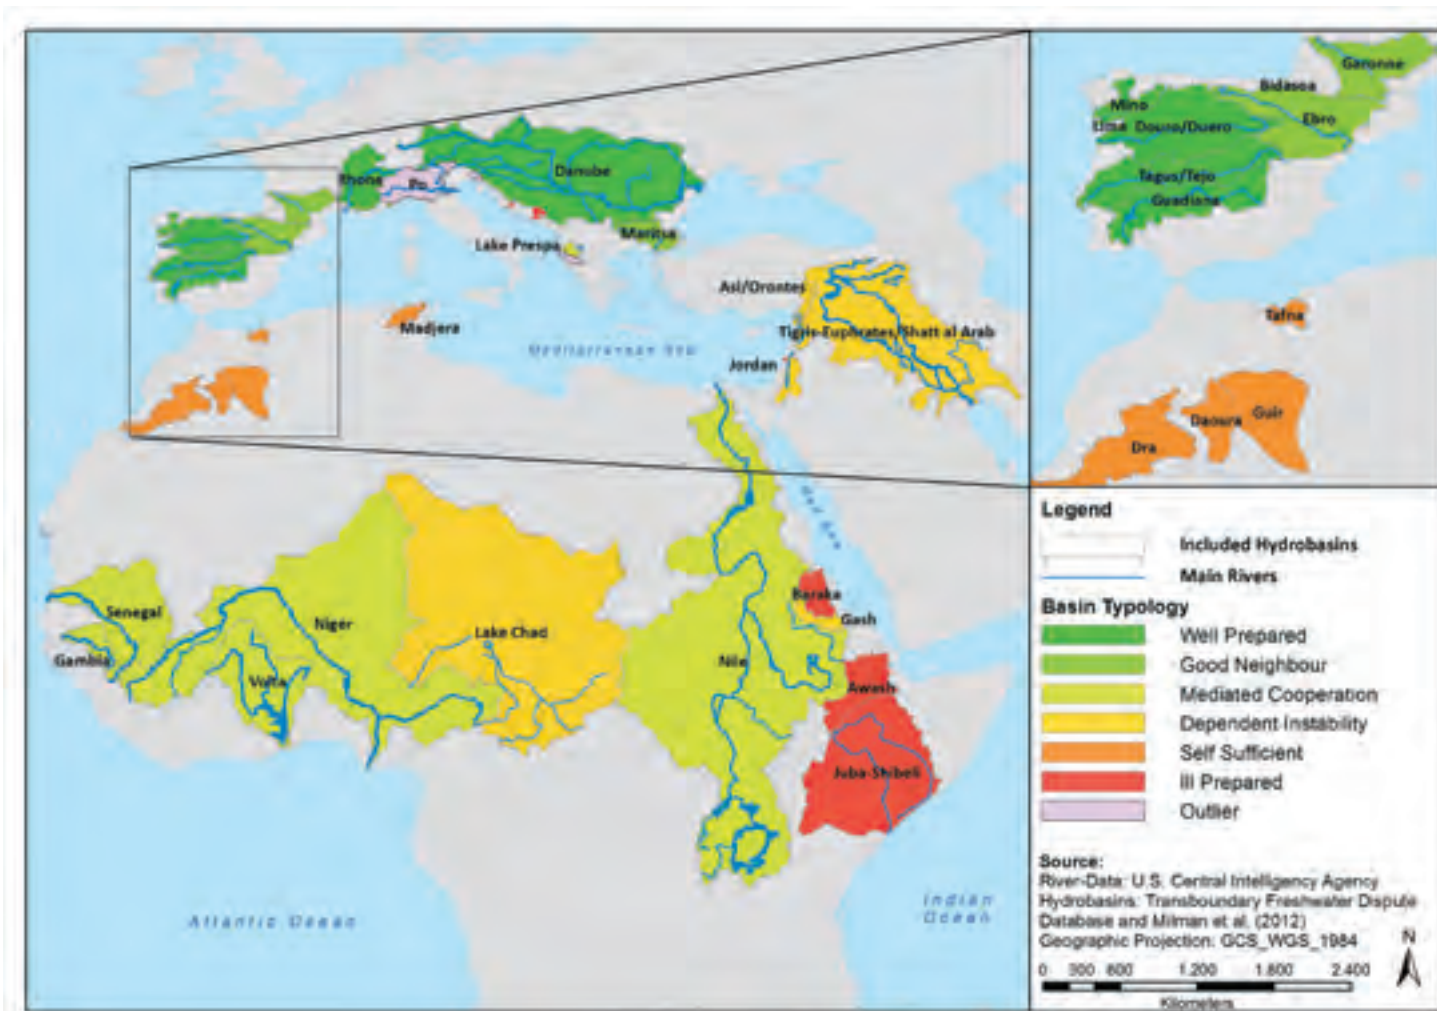 Garonne
Bidasoa
Mino
Ebro
Lima Douro/Duero
Tagus/Tejo
Guadiana
Rhone
Po
Danube
Lake Prespa
Maritsa
Asi/Orontes
Madjera
Tigris-Euphrates/Shatt al Arab
Mediterranean Sea
Jordan
Tafna
Daoura
Guir
Dra
Red Sea
Senegal
Gambia
Niger
Volta
Lake Chad
Nile
Baraka
Gash
Awash
Juba-Shibeli
Atlantic Ocean
Indian
Ocean
Legend
Included Hydrobasins
Main Rivers
Basin Typology
Well Prepared
Good Neighbour
Mediated Cooperation
Dependent Instability
Self Sufficient
Ill Prepared
Outlier
Source:
River-Data: U.S. Central Intelligency Agency
Hydrobasins: Transboundary Freshwater Dispute
Database and Milman et al. (2012)
Geographic Projection: GCS_WGS_1984
N
0 300 600 1.200 1.800 2.400
Kilometers